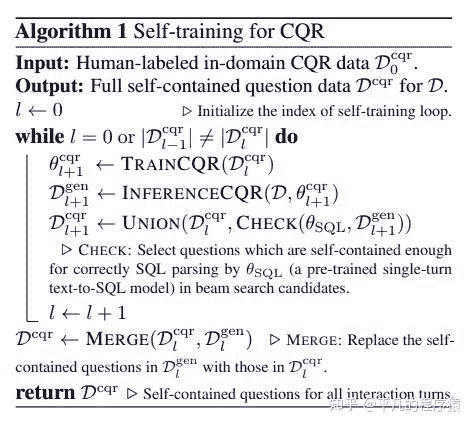 Algorithm 1 Self-training for CQR
Input: Human-labeled in-domain CQR data 𝒟₀^cqr.
Output: Full self-contained question data 𝒟^cqr for 𝒟.
l ← 0 ▷ Initialize the index of self-training loop.
while l = 0 or |𝒟_{l−1}^cqr| ≠ |𝒟_l^cqr| do
θ_{l+1}^cqr ← TRAINCQR(𝒟_l^cqr)
𝒟_{l+1}^gen ← INFERENCECQR(𝒟, θ_{l+1}^cqr)
𝒟_{l+1}^cqr ← UNION(𝒟_l^cqr, CHECK(θ_SQL, 𝒟_{l+1}^gen))
▷ CHECK: Select questions which are self-contained enough
for correctly SQL parsing by θ_SQL (a pre-trained single-turn
text-to-SQL model) in beam search candidates.
l ← l + 1
𝒟^cqr ← MERGE(𝒟_l^cqr, 𝒟_l^gen) ▷ MERGE: Replace the self-
contained questions in 𝒟_l^gen with those in 𝒟_l^cqr.
return 𝒟^cqr ▷ Self-contained questions for all interaction turns.
知乎 @平凡的程序猿